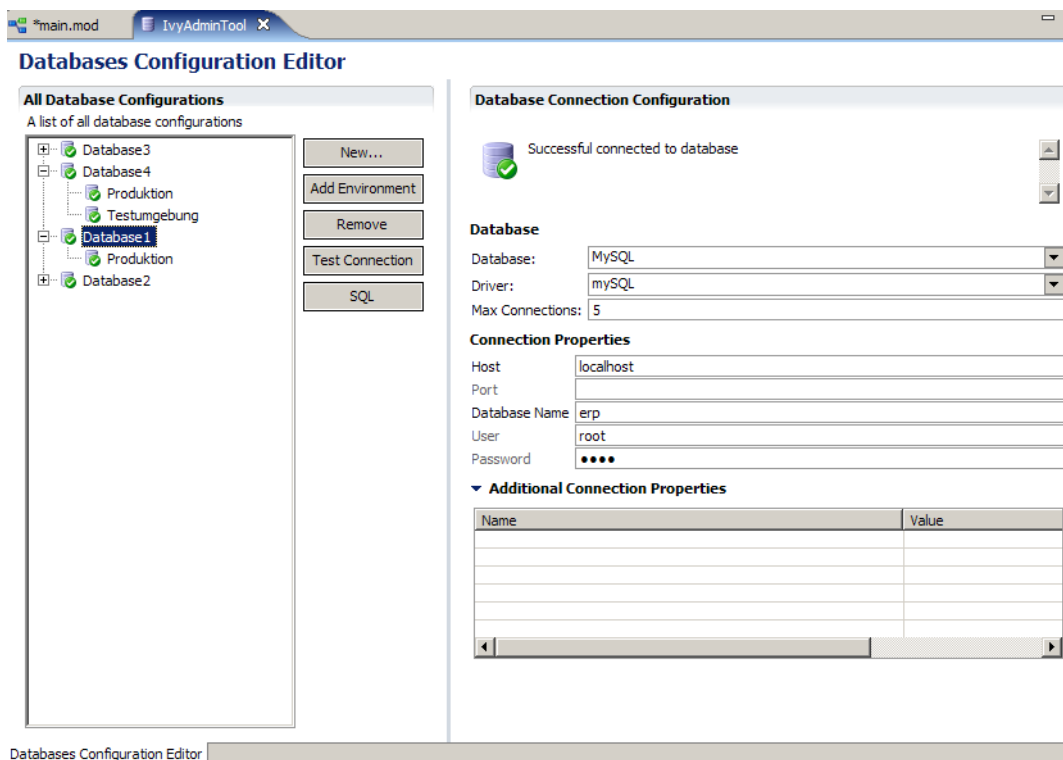 *main.mod
IvyAdminTool
Databases Configuration Editor
All Database Configurations
A list of all database configurations
Database3
Database4
Produktion
Testumgebung
Database1
Produktion
Database2
New...
Add Environment
Remove
Test Connection
SQL
Database Connection Configuration
Successful connected to database
Database
Database: MySQL
Driver: mySQL
Max Connections: 5
Connection Properties
Host localhost
Port
Database Name erp
User root
Password ●●●●
Additional Connection Properties
Name Value
Databases Configuration Editor